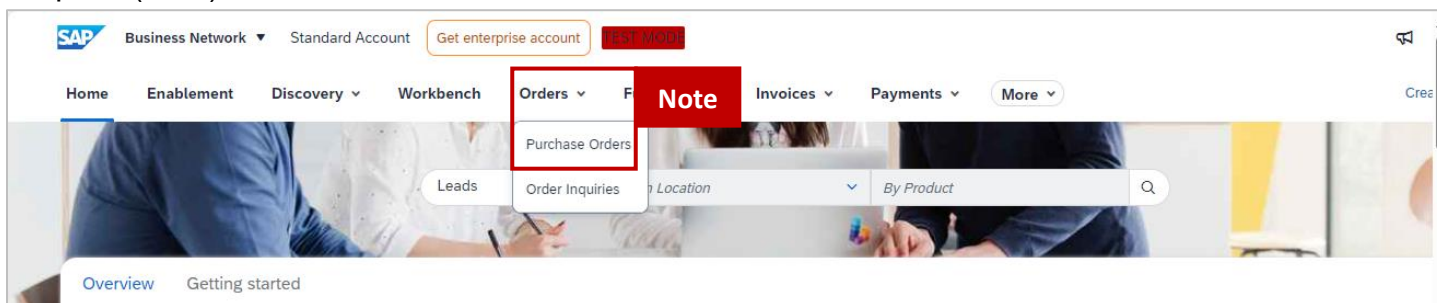 SAP Business Network Standard Account Get enterprise account TEST MODE
Home Enablement Discovery Workbench Orders Note Invoices Payments More
Purchase Orders
Leads Location By Product
Order Inquiries
Overview Getting started